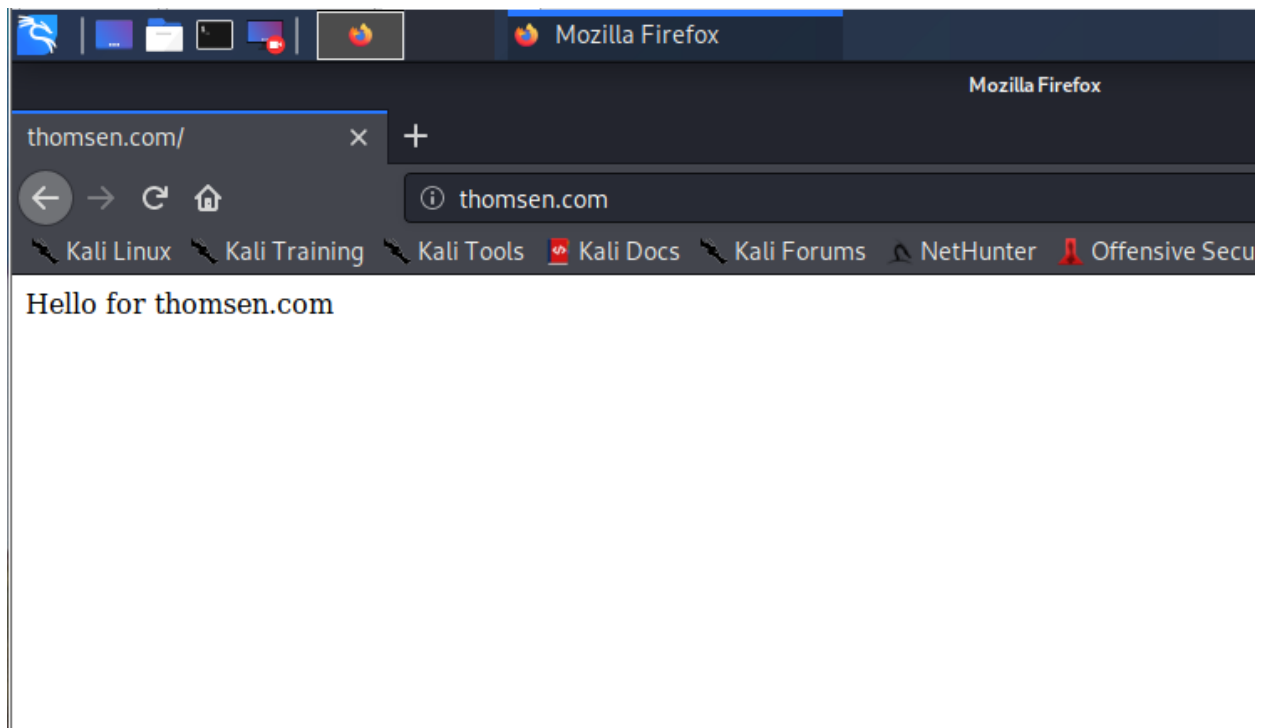 Mozilla Firefox
Mozilla Firefox
thomsen.com/
thomsen.com
Kali Linux Kali Training Kali Tools Kali Docs Kali Forums NetHunter Offensive Secu
Hello for thomsen.com